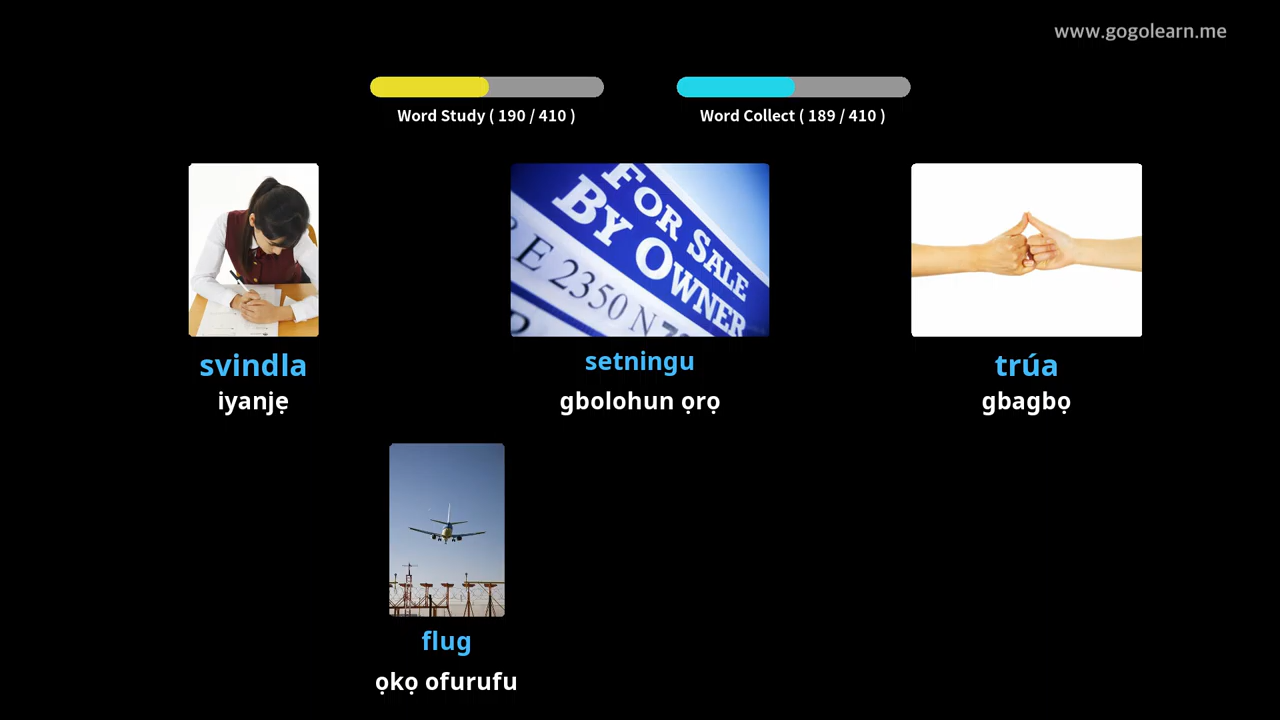 www.gogolearn.me
Word Study ( 190 / 410 )
Word Collect ( 189 / 410 )
FOR SALE
BY OWNER
E 2350 N
svindla
iyanjẹ
setningu
gbolohun ọrọ
trúa
gbagbọ
flug
ọkọ ofurufu